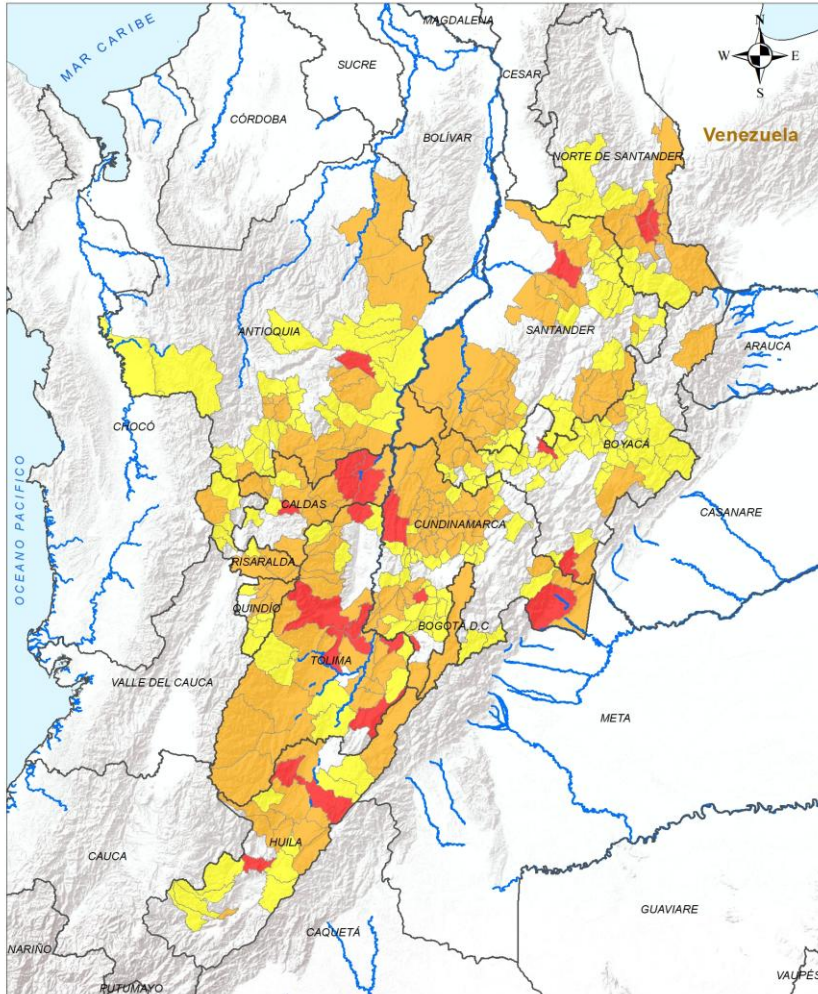 MAGDALENA
N
W
E
S
MAR CARIBE
SUCRE
CESAR
CÓRDOBA
BOLÍVAR
Venezuela
NORTE DE SANTANDER
ANTIOQUIA
SANTANDER
ARAUCA
CHOCÓ
BOYACÁ
OCEANO PACIFICO
CALDAS
CUNDINAMARCA
CASANARE
RISARALDA
QUINDÍO
BOGOTÁ, D.C
TOLIMA
VALLE DEL CAUCA
META
HUILA
CAUCA
GUAVIARE
CAQUETÁ
NARIÑO
PUTUMAYO
VAUPÉS